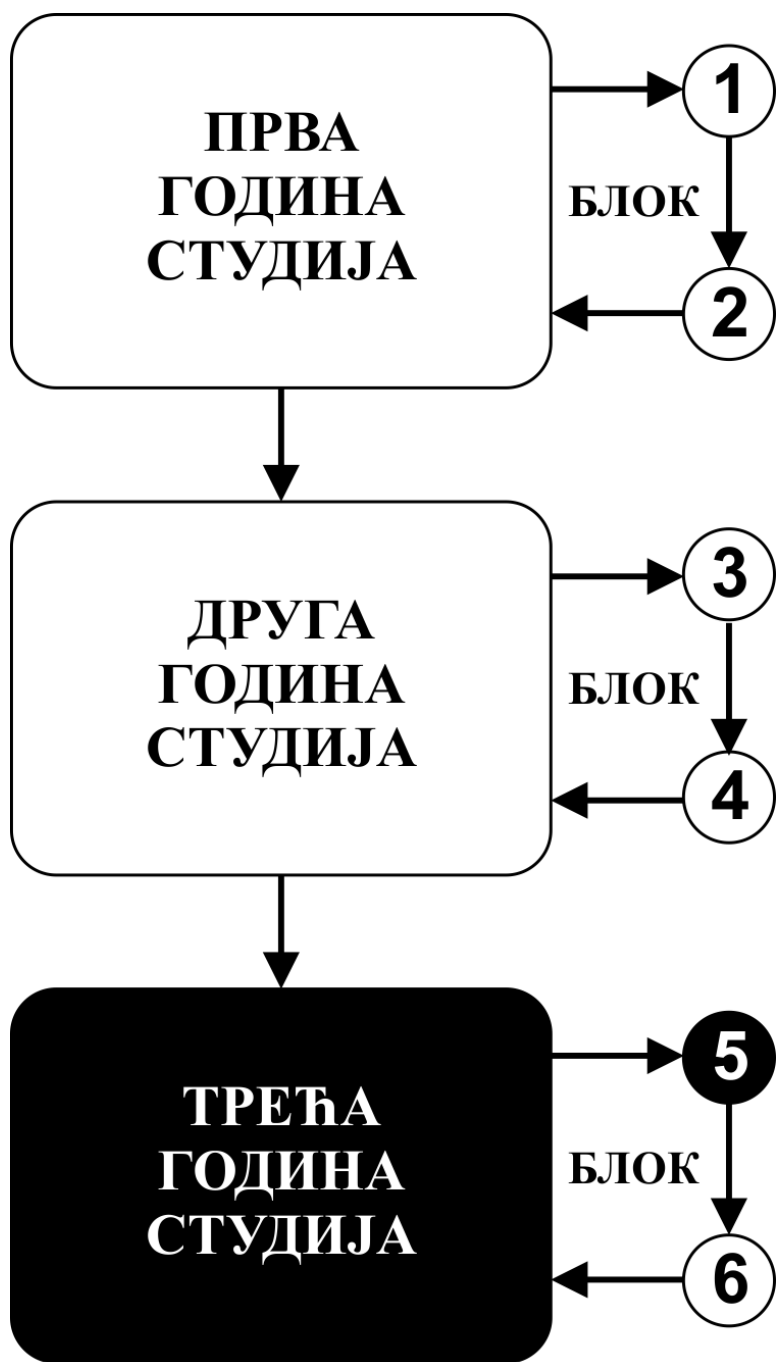 ПРВА
ГОДИНА
СТУДИЈА
1
БЛОК
2
ДРУГА
ГОДИНА
СТУДИЈА
3
БЛОК
4
ТРЕЋА
ГОДИНА
СТУДИЈА
5
БЛОК
6